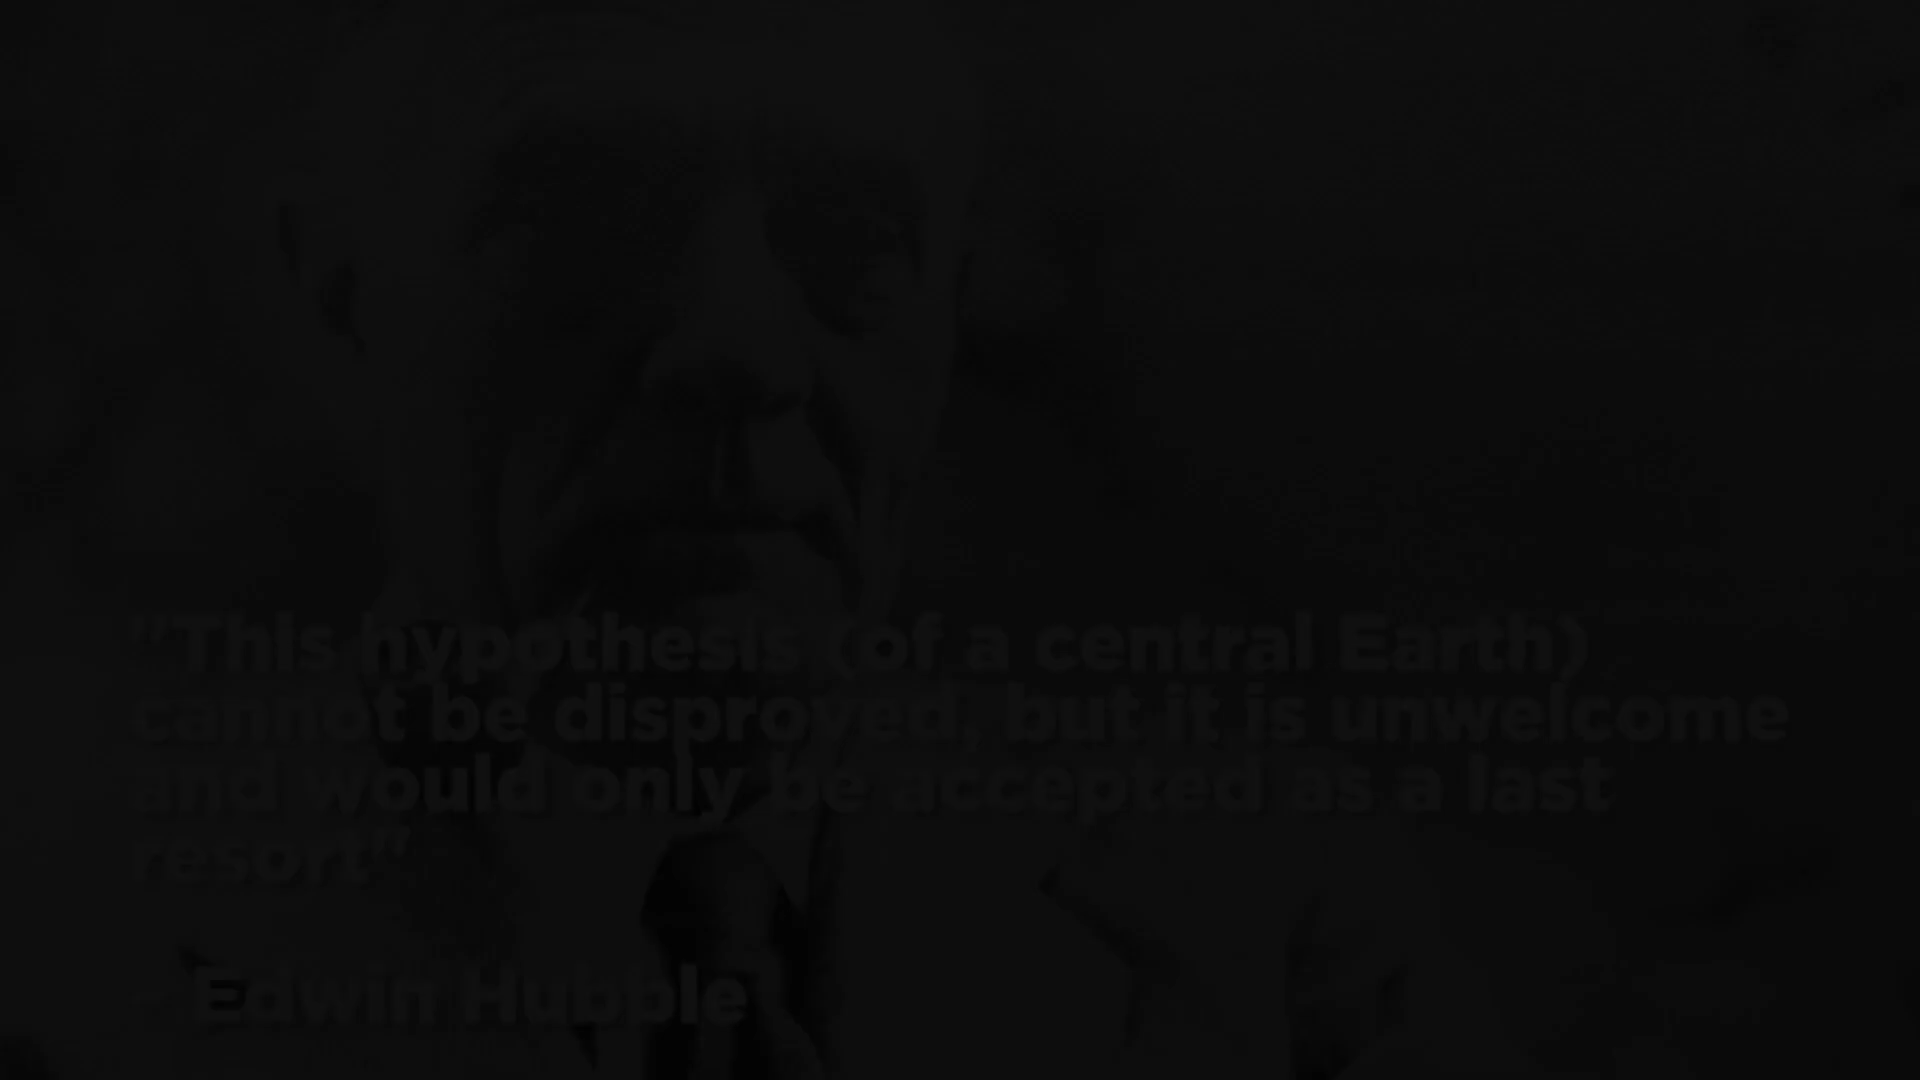 "This hypothesis (of a central Earth)
cannot be disproved, but it is unwelcome
and would only be accepted as a last
resort"
- Edwin Hubble